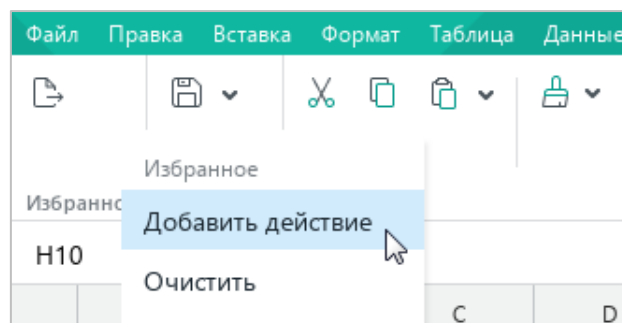 Файл Правка Вставка Формат Таблица Данные
Избранное
Избранно
Добавить действие
H10
Очистить
C D